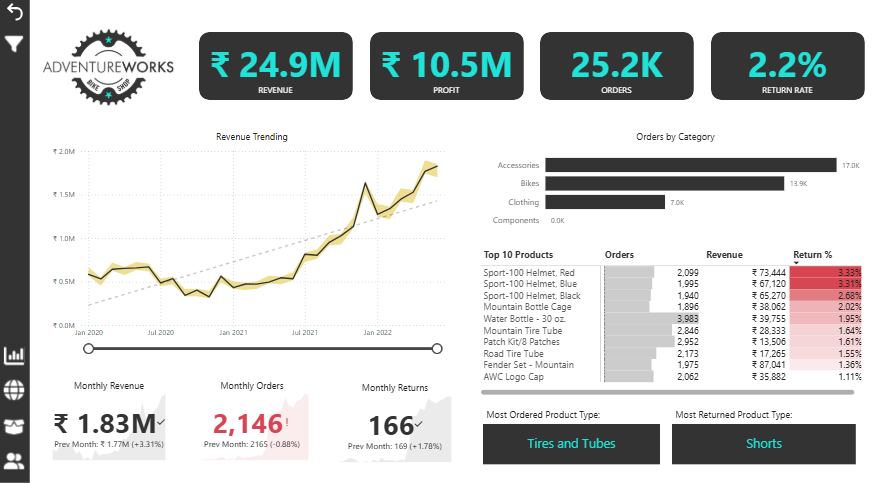 ADVENTUREWORKS
BIKE SHOP
₹ 24.9M
REVENUE
₹ 10.5M
PROFIT
25.2K
ORDERS
2.2%
RETURN RATE
Revenue Trending
₹ 2.0M
₹ 1.5M
₹ 1.0M
₹ 0.5M
₹ 0.0M
Jan 2020 Jul 2020 Jan 2021 Jul 2021 Jan 2022
Orders by Category
Accessories 17.0K
Bikes 13.9K
Clothing 7.0K
Components 0.0K
Top 10 Products Orders Revenue Return %
Sport-100 Helmet, Red 2,099 ₹ 73,444 3.33%
Sport-100 Helmet, Blue 1,995 ₹ 67,120 3.31%
Sport-100 Helmet, Black 1,940 ₹ 65,270 2.68%
Mountain Bottle Cage 1,896 ₹ 38,062 2.02%
Water Bottle - 30 oz. 3,983 ₹ 39,755 1.95%
Mountain Tire Tube 2,846 ₹ 28,333 1.64%
Patch Kit/8 Patches 2,952 ₹ 13,506 1.61%
Road Tire Tube 2,173 ₹ 17,265 1.55%
Fender Set - Mountain 1,975 ₹ 87,041 1.36%
AWC Logo Cap 2,062 ₹ 35,882 1.11%
Monthly Revenue
₹ 1.83M
Prev Month: ₹ 1.77M (+3.31%)
Monthly Orders
2,146!
Prev Month: 2165 (-0.88%)
Monthly Returns
166
Prev Month: 169 (+1.78%)
Most Ordered Product Type:
Tires and Tubes
Most Returned Product Type:
Shorts